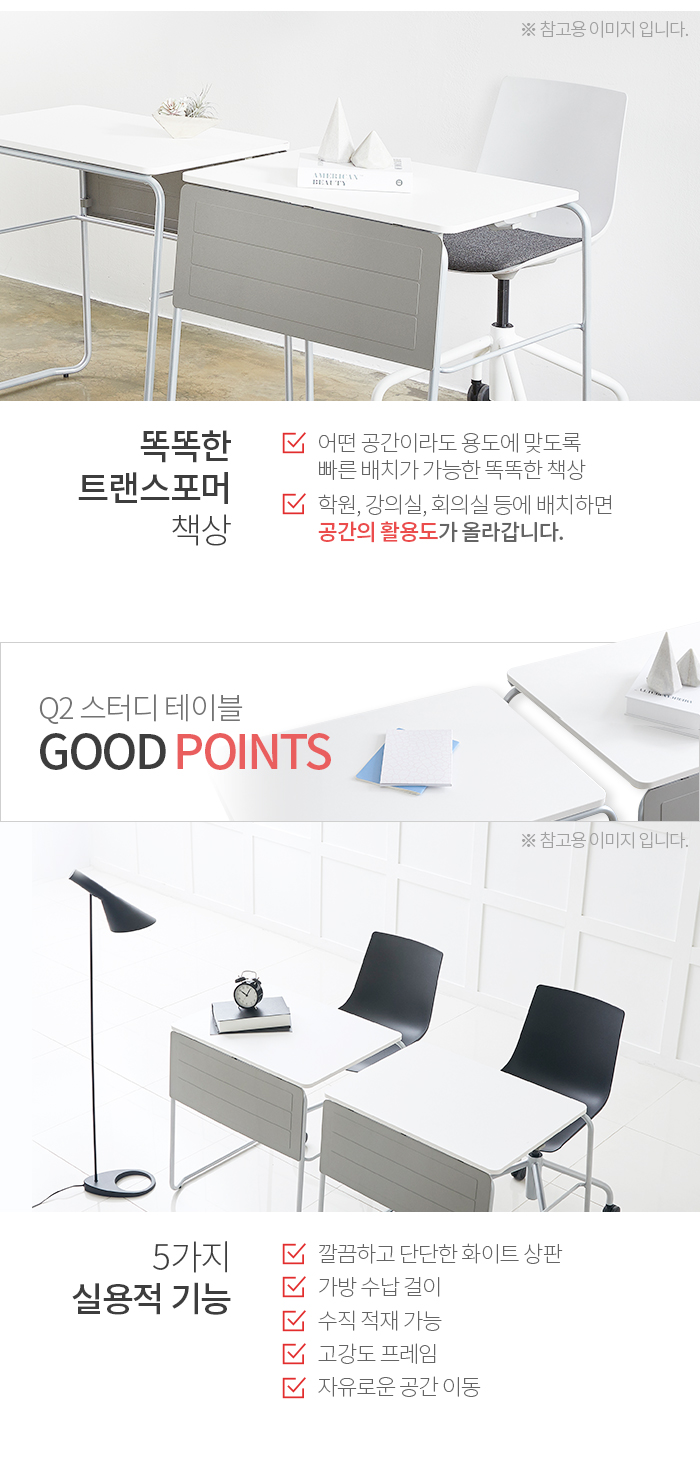 ※ 참고용 이미지 입니다.
AMERICAN
BEAUTY
똑똑한
트랜스포머
책상
어떤 공간이라도 용도에 맞도록
빠른 배치가 가능한 똑똑한 책상
학원, 강의실, 회의실 등에 배치하면
공간의 활용도가 올라갑니다.
Q2 스터디 테이블
GOOD POINTS
※ 참고용 이미지 입니다.
5가지
실용적 기능
깔끔하고 단단한 화이트 상판
가방 수납 걸이
수직 적재 가능
고강도 프레임
자유로운 공간 이동